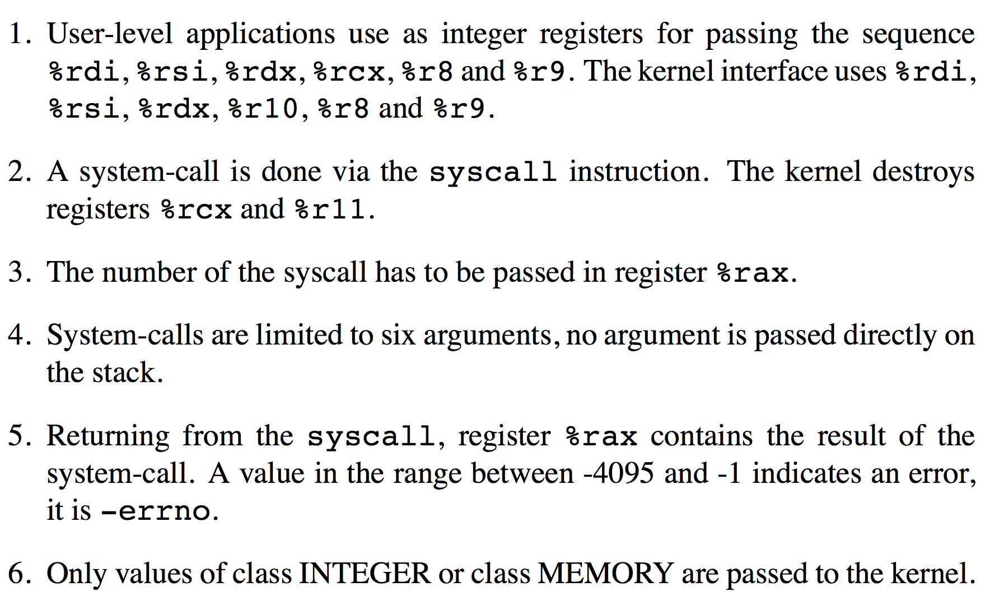 1. User-level applications use as integer registers for passing the sequence
%rdi, %rsi, %rdx, %rcx, %r8 and %r9. The kernel interface uses %rdi,
%rsi, %rdx, %r10, %r8 and %r9.
2. A system-call is done via the syscall instruction. The kernel destroys
registers %rcx and %r11.
3. The number of the syscall has to be passed in register %rax.
4. System-calls are limited to six arguments, no argument is passed directly on
the stack.
5. Returning from the syscall, register %rax contains the result of the
system-call. A value in the range between -4095 and -1 indicates an error,
it is -errno.
6. Only values of class INTEGER or class MEMORY are passed to the kernel.